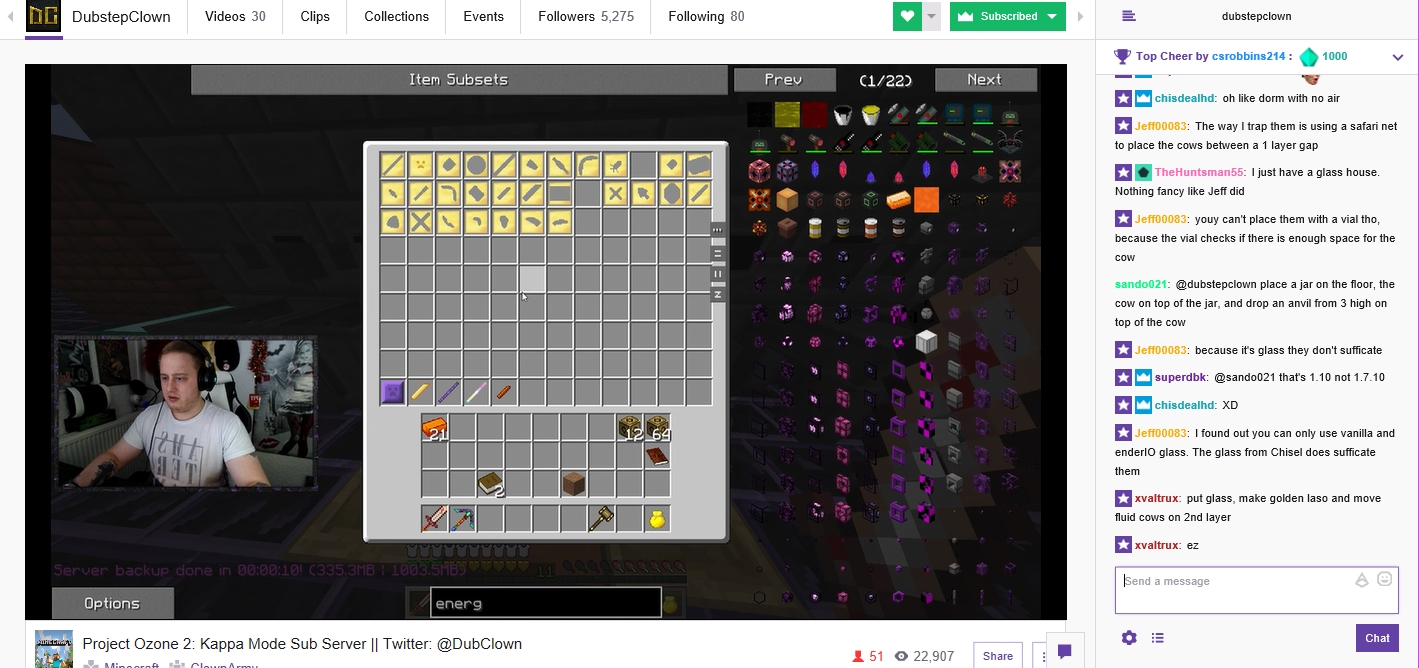 DubstepClown
Videos 30
Clips
Collections
Events
Followers 5,275
Following 80
Subscribed
dubstepclown
Top Cheer by csrobbins214 : 1000
chisdealhd: oh like dorm with no air
Jeff00083: The way I trap them is using a safari net
to place the cows between a 1 layer gap
TheHuntsman55: I just have a glass house.
Nothing fancy like Jeff did
Jeff00083: youy can't place them with a vial tho,
because the vial checks if there is enough space for the
cow
sando021: @dubstepclown place a jar on the floor, the
cow on top of the jar, and drop an anvil from 3 high on
top of the cow
Jeff00083: because it's glass they don't sufficate
superdbk: @sando021 that's 1.10 not 1.7.10
chisdealhd: XD
Jeff00083: I found out you can only use vanilla and
enderIO glass. The glass from Chisel does sufficate
them
xvaltrux: put glass, make golden laso and move
fluid cows on 2nd layer
xvaltrux: ez
Send a message
Chat
Item Subsets
Prev
(1/22)
Next
21
12
64
2
Server backup done in 00:00:10! (335.3MB | 1003.5MB)
11
Options
energ
Project Ozone 2: Kappa Mode Sub Server || Twitter: @DubClown
Minecraft
ClownArmy
51
22,907
Share